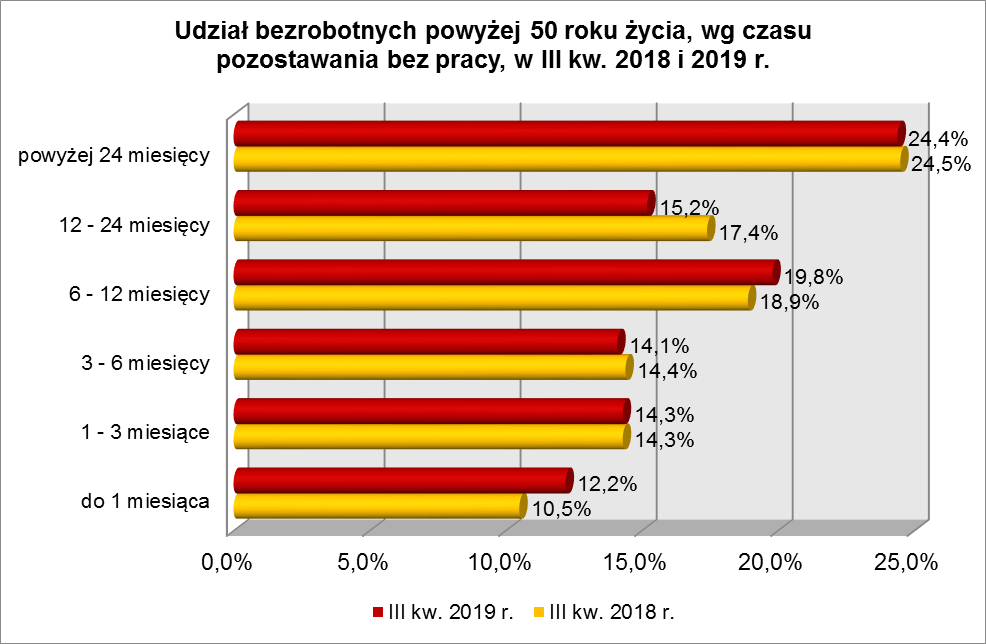 Udział bezrobotnych powyżej 50 roku życia, wg czasu
pozostawania bez pracy, w III kw. 2018 i 2019 r.
powyżej 24 miesięcy
24,4%
24,5%
12 - 24 miesięcy
15,2%
17,4%
6 - 12 miesięcy
19,8%
18,9%
3 - 6 miesięcy
14,1%
14,4%
1 - 3 miesiące
14,3%
14,3%
do 1 miesiąca
12,2%
10,5%
0,0% 5,0% 10,0% 15,0% 20,0% 25,0%
III kw. 2019 r. III kw. 2018 r.